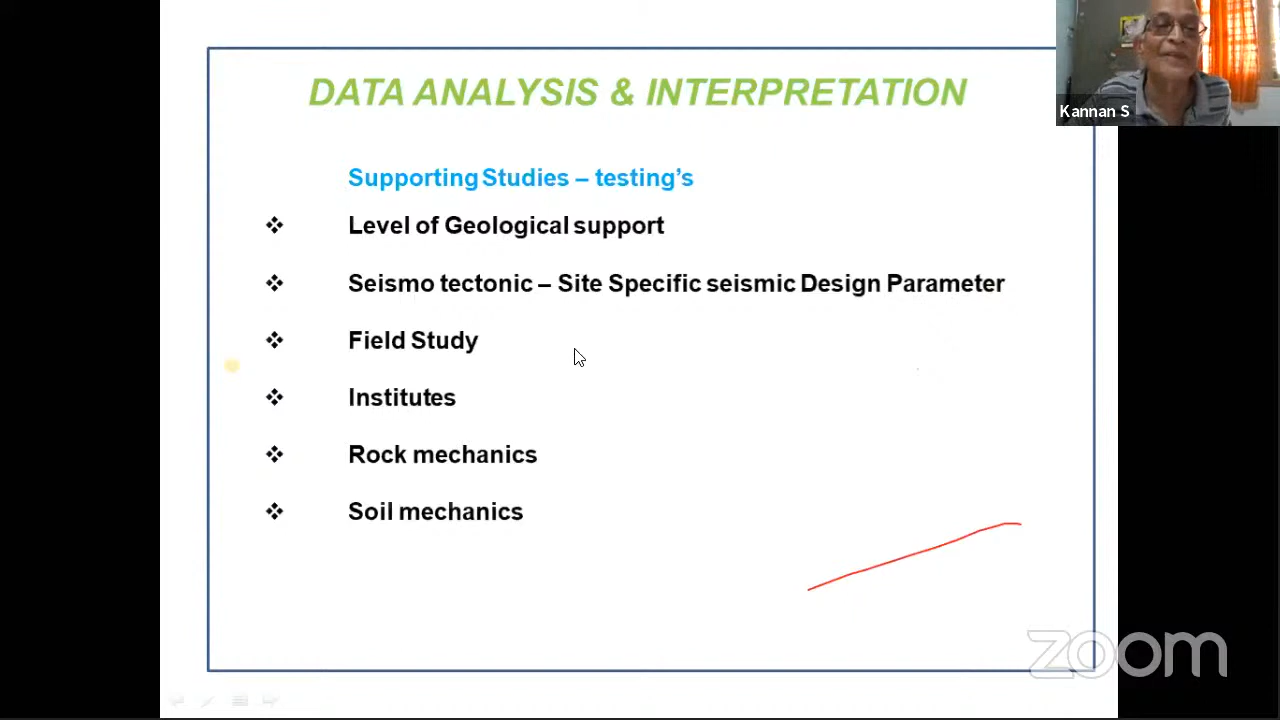 DATA ANALYSIS & INTERPRETATION
Kannan S
Supporting Studies – testing's
❖ Level of Geological support
❖ Seismo tectonic – Site Specific seismic Design Parameter
❖ Field Study
❖ Institutes
❖ Rock mechanics
❖ Soil mechanics
zoom